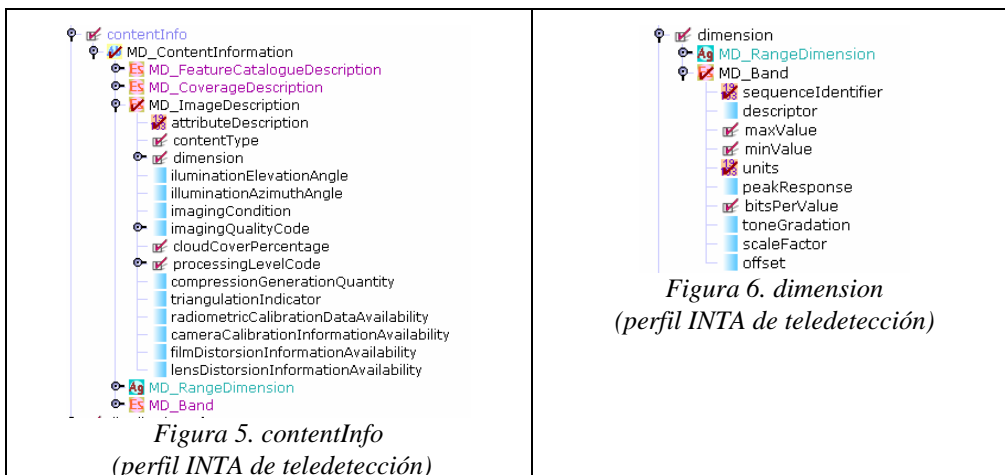 contentInfo
MD_ContentInformation
MD_FeatureCatalogueDescription
MD_CoverageDescription
MD_ImageDescription
attributeDescription
contentType
dimension
iluminationElevationAngle
illuminationAzimuthAngle
imagingCondition
imagingQualityCode
cloudCoverPercentage
processingLevelCode
compressionGenerationQuantity
triangulationIndicator
radiometricCalibrationDataAvailability
cameraCalibrationInformationAvailability
filmDistorsionInformationAvailability
lensDistorsionInformationAvailability
MD_RangeDimension
MD_Band
Figura 5. contentInfo
(perfil INTA de teledetección)
dimension
MD_RangeDimension
MD_Band
sequenceIdentifier
descriptor
maxValue
minValue
units
peakResponse
bitsPerValue
toneGradation
scaleFactor
offset
Figura 6. dimension
(perfil INTA de teledetección)